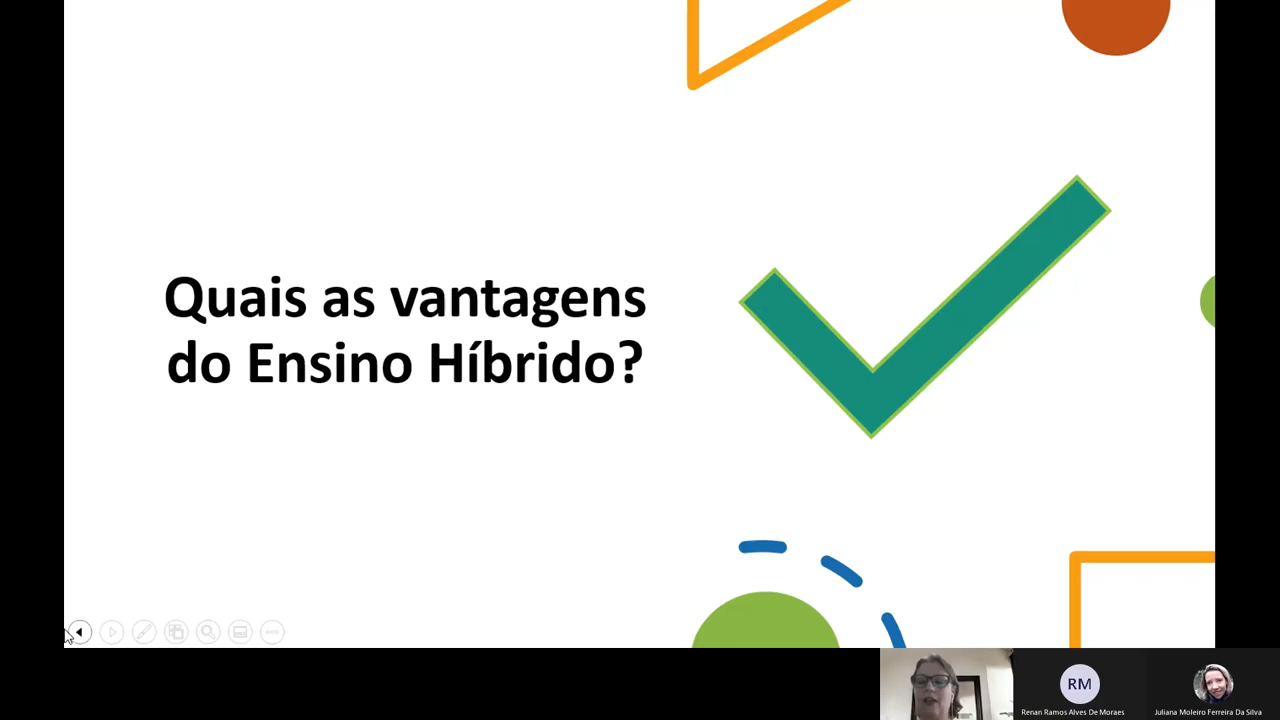 Quais as vantagens
do Ensino Híbrido?
RM
Renan Ramos Alves De Moraes
Juliana Moleiro Ferreira Da Silva